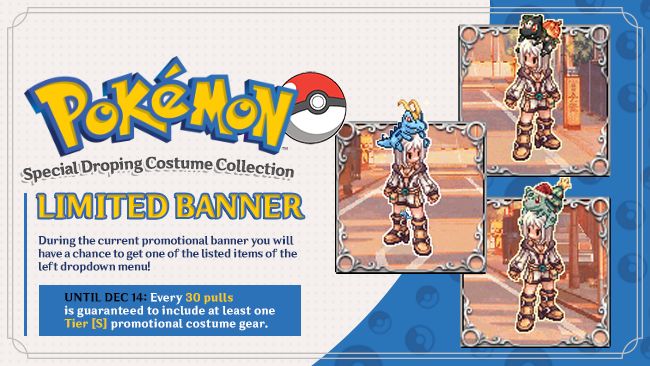 POKéMON
Special Droping Costume Collection
LIMITED BANNER
During the current promotional banner you will
have a chance to get one of the listed items of the
left dropdown menu!
UNTIL DEC 14: Every 30 pulls
is guaranteed to include at least one
Tier [S] promotional costume gear.